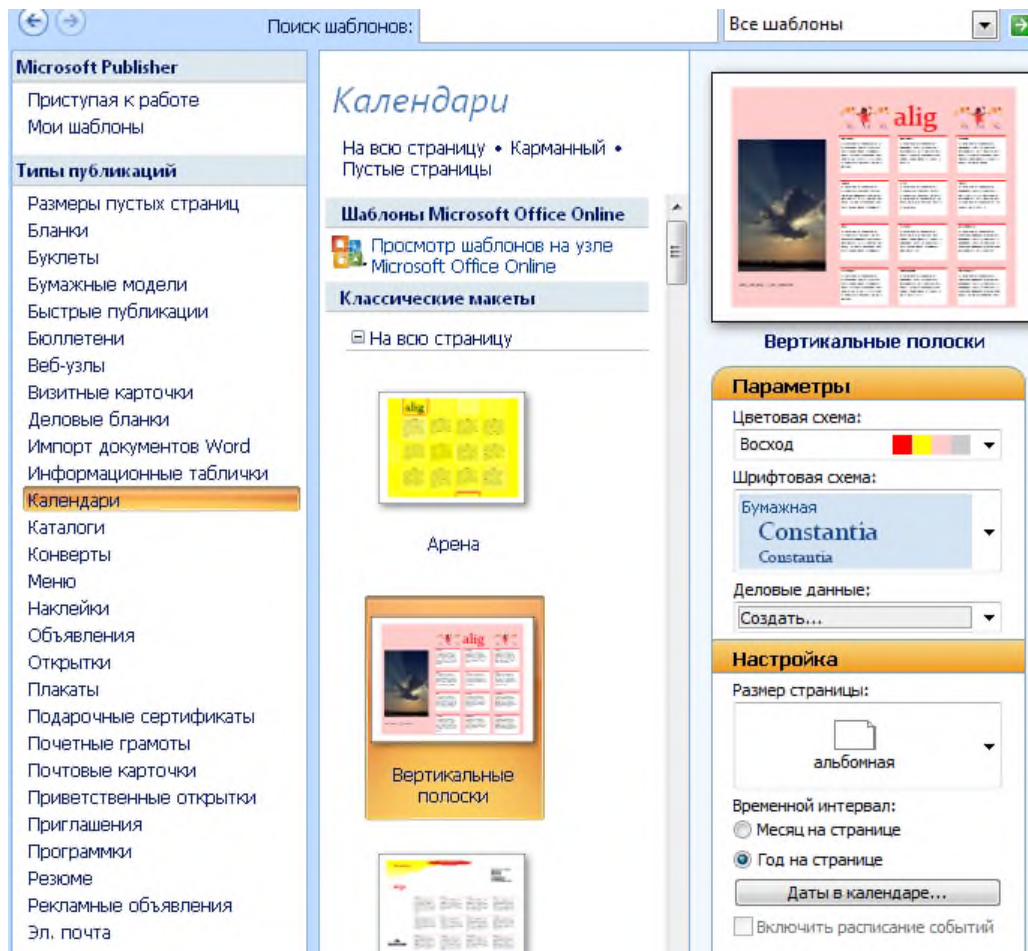 Поиск шаблонов:
Все шаблоны
Microsoft Publisher
Приступая к работе
Мои шаблоны
Типы публикаций
Размеры пустых страниц
Бланки
Буклеты
Бумажные модели
Быстрые публикации
Бюллетени
Веб-узлы
Визитные карточки
Деловые бланки
Импорт документов Word
Информационные таблички
Календари
Каталоги
Конверты
Меню
Наклейки
Объявления
Открытки
Плакаты
Подарочные сертификаты
Почетные грамоты
Почтовые карточки
Приветственные открытки
Приглашения
Программки
Резюме
Рекламные объявления
Эл. почта
Календари
На всю страницу • Карманный •
Пустые страницы
Шаблоны Microsoft Office Online
Просмотр шаблонов на узле
Microsoft Office Online
Классические макеты
На всю страницу
alig
Арена
alig
Вертикальные
полоски
alig
Вертикальные полоски
Параметры
Цветовая схема:
Восход
Шрифтовая схема:
Бумажная
Constantia
Constantia
Деловые данные:
Создать...
Настройка
Размер страницы:
альбомная
Временной интервал:
Месяц на странице
Год на странице
Даты в календаре...
Включить расписание событий